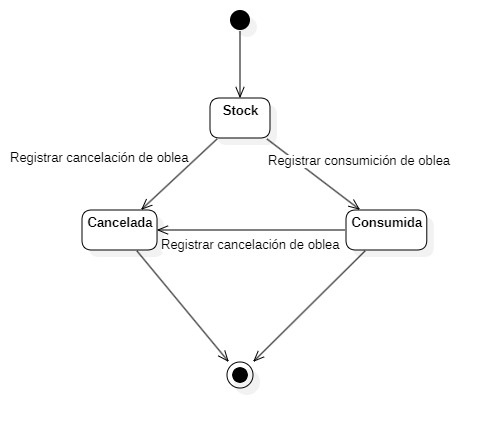 Stock
Registrar cancelación de oblea
Registrar consumición de oblea
Cancelada
Consumida
Registrar cancelación de oblea